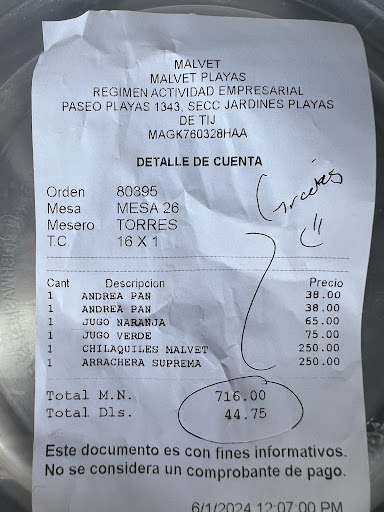 MALVET
MALVET PLAYAS
REGIMEN ACTIVIDAD EMPRESARIAL
PASEO PLAYAS 1343, SECC JARDINES PLAYAS
DE TIJ
MAGK760328HAA
DETALLE DE CUENTA
Gracias
Orden 80395
Mesa MESA 26
Mesero TORRES
T.C. 16 X 1
Cant Descripcion Precio
1 ANDREA PAN 38.00
1 ANDREA PAN 38.00
1 JUGO NARANJA 65.00
1 JUGO VERDE 75.00
1 CHILAQUILES MALVET 250.00
1 ARRACHERA SUPREMA 250.00
Total M.N. 716.00
Total Dls. 44.75
Este documento es con fines informativos.
No se considera un comprobante de pago.
6/1/2024 12:07:00 PM